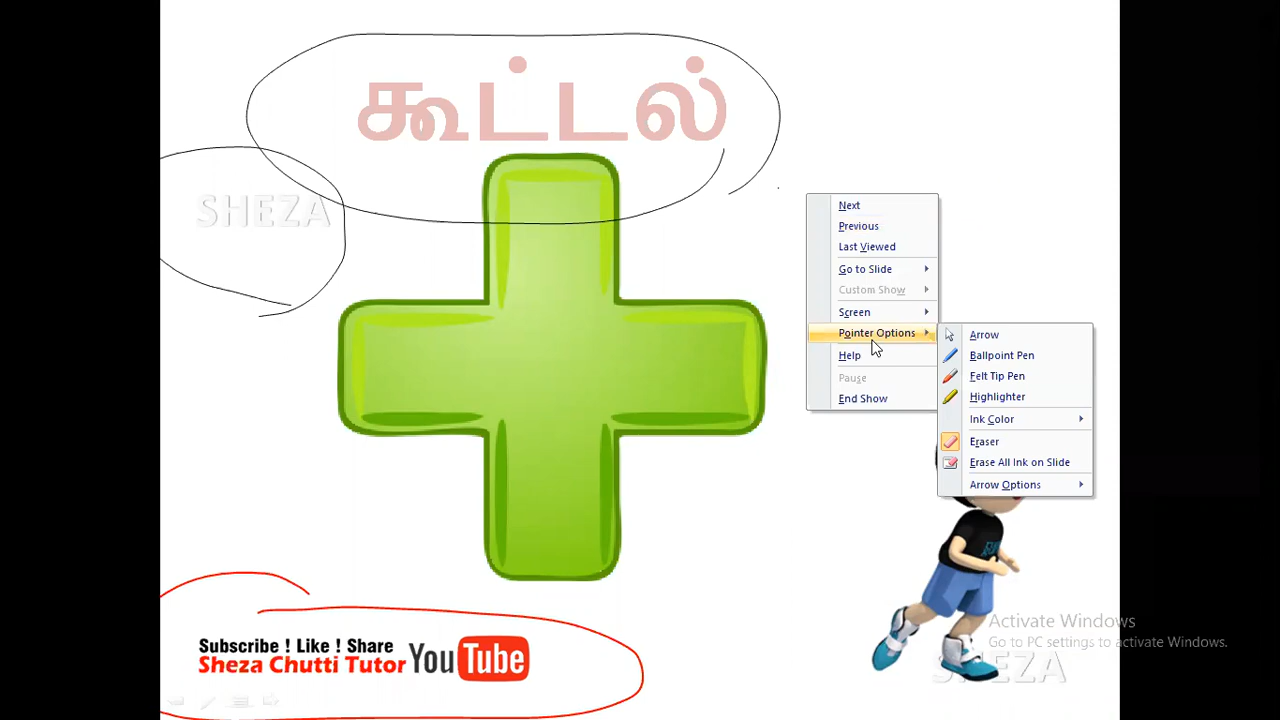 கூட்டல்
SHEZA
Next
Previous
Last Viewed
Go to Slide
Custom Show
Screen
Pointer Options
Help
Pause
End Show
Arrow
Ballpoint Pen
Felt Tip Pen
Highlighter
Ink Color
Eraser
Erase All Ink on Slide
Arrow Options
Subscribe ! Like ! Share
Sheza Chutti Tutor YouTube
Activate Windows
Go to PC settings to activate Windows.
SHEZA